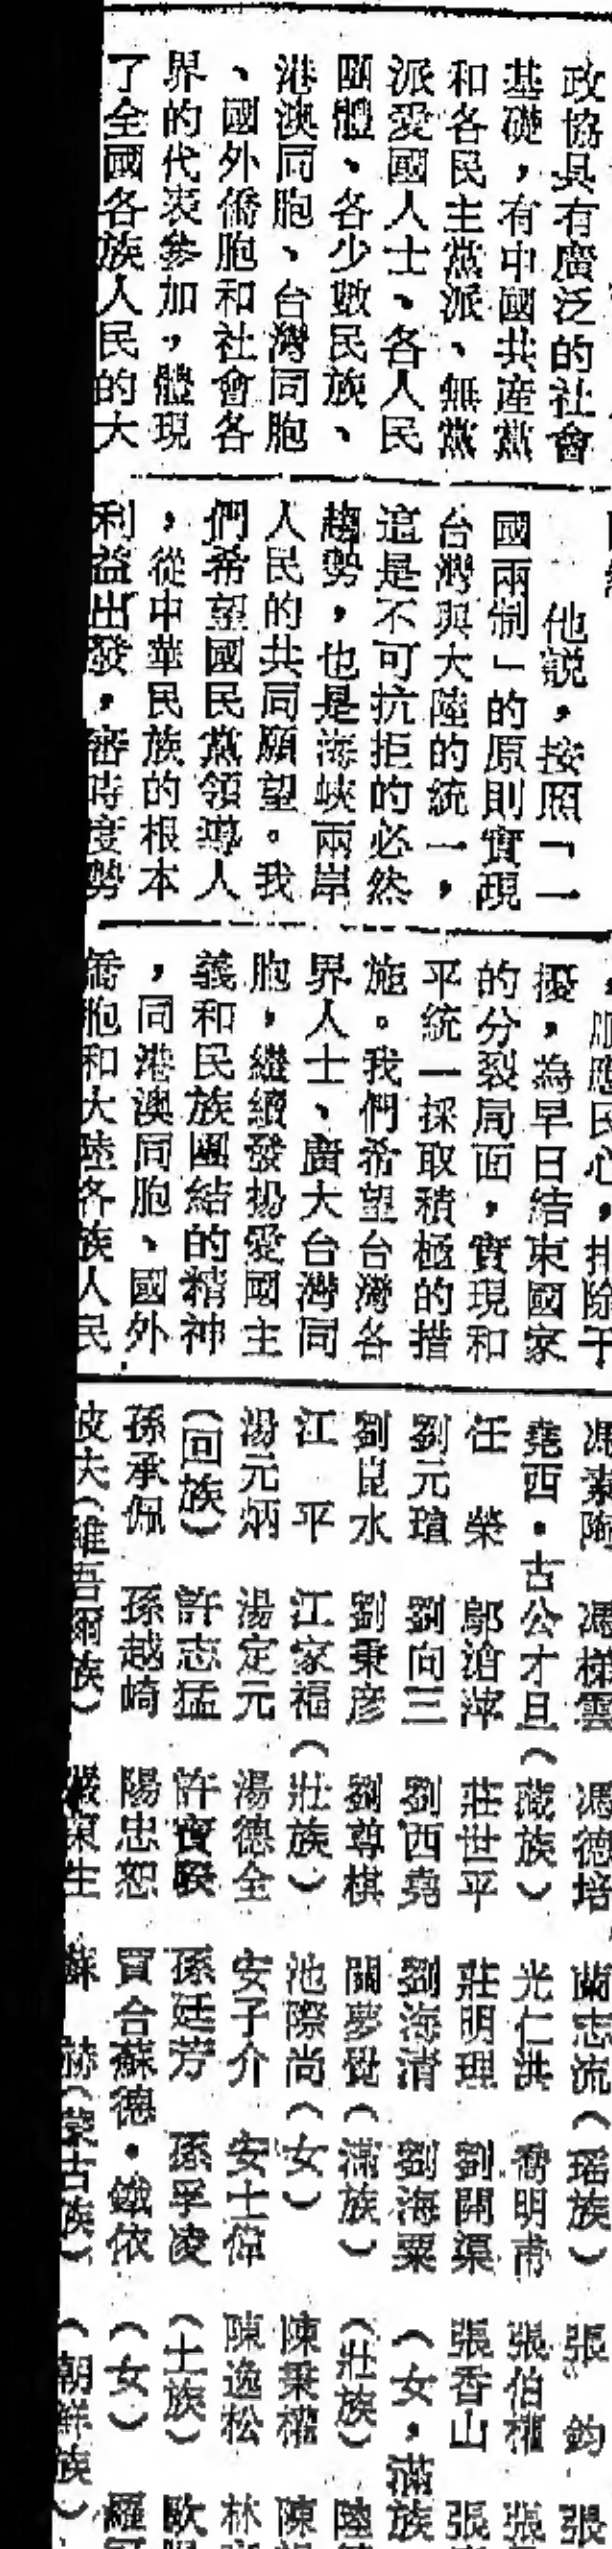 政協具有廣泛的社會
基礎，有中國共產黨
和各民主黨派、無黨
派愛國人士、各人民
團體、各少數民族、
港澳同胞、台灣同胞
、國外僑胞和社會各
界的代表參加，體現
了全國各族人民的大
他説，按照「一
國兩制」的原則實現
台灣與大陸的統一，
這是不可抗拒的必然
趨勢，也是海峽兩岸
人民的共同願望。我
們希望國民黨領導人
，從中華民族的根本
利益出發，審時度勢
，順應民心，排除干
擾，為早日結束國家
的分裂局面，實現和
平統一採取積極的措
施。我們希望台灣各
界人士、廣大台灣同
胞，繼續發揚愛國主
義和民族團結的精神
，同港澳同胞、國外
僑胞和大陸各族人民
馮素陶 馮梯雲 馮德培 蘭志流（瑤族） 張鈞 張
堯西・古公才旦（藏族） 光仁洪 喬明甫 張伯權 張
任榮 鄔滄萍 莊世平 莊明理 劉開渠 張香山 張
劉元瑄 劉向三 劉西堯 劉海清 劉海粟（女，滿族
劉昆水 劉秉彥 劉尊棋 關夢覺（滿族） （壯族） 陸
江平 江家福（壯族） 池際尚（女） 陳秉權 陳
湯元炳 湯定元 湯德全 安子介 安士偉 陳逸松 林
（回族） 許志猛 許寶騤 孫廷芳 孫孚凌（土族） 歐
孫承佩 孫越崎 陽忠恕 買合蘇德・鐵依（女） 羅
皮夫（維吾爾族） 嚴東生 蘇赫（蒙古族） （朝鮮族）